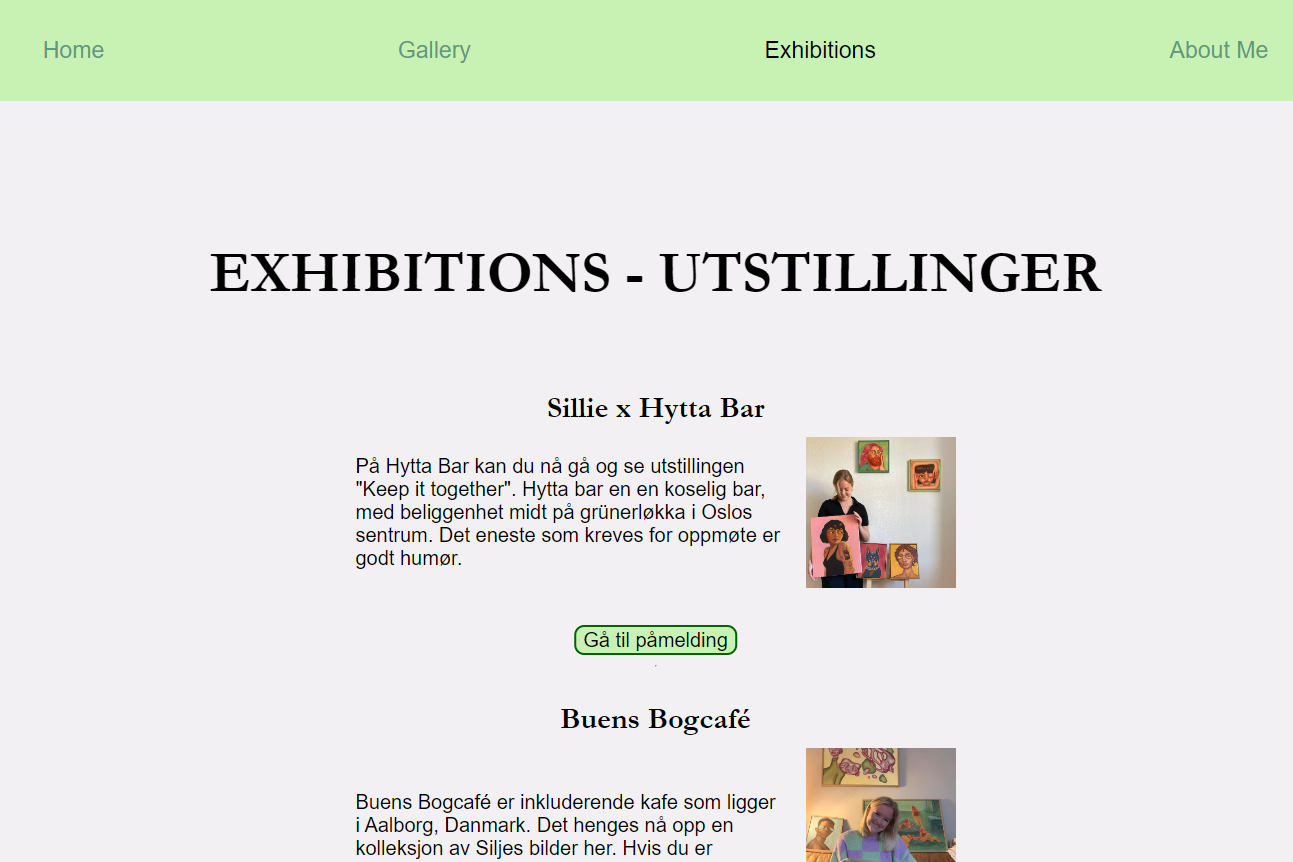 Home Gallery Exhibitions About Me
EXHIBITIONS - UTSTILLINGER
Sillie x Hytta Bar
På Hytta Bar kan du nå gå og se utstillingen
"Keep it together". Hytta bar en en koselig bar,
med beliggenhet midt på grünerløkka i Oslos
sentrum. Det eneste som kreves for oppmøte er
godt humør.
Gå til påmelding
Buens Bogcafé
Buens Bogcafé er inkluderende kafe som ligger
i Aalborg, Danmark. Det henges nå opp en
kolleksjon av Siljes bilder her. Hvis du er